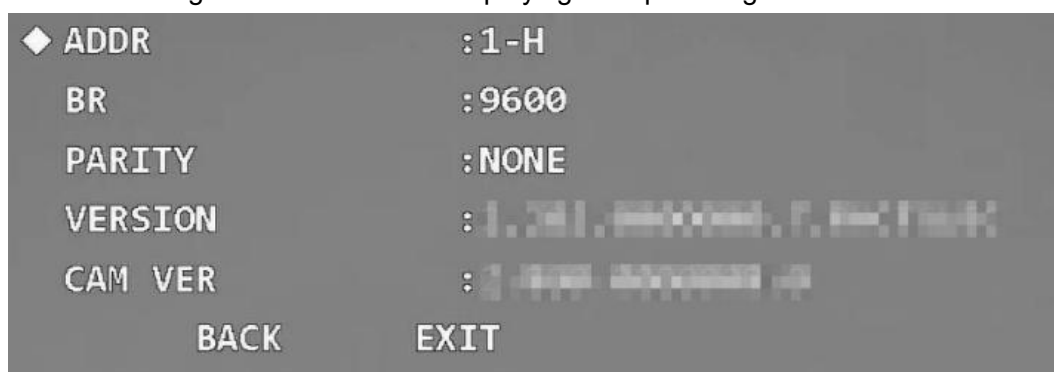 ADDR :1-H
BR :9600
PARITY :NONE
VERSION :
CAM VER :
BACK EXIT